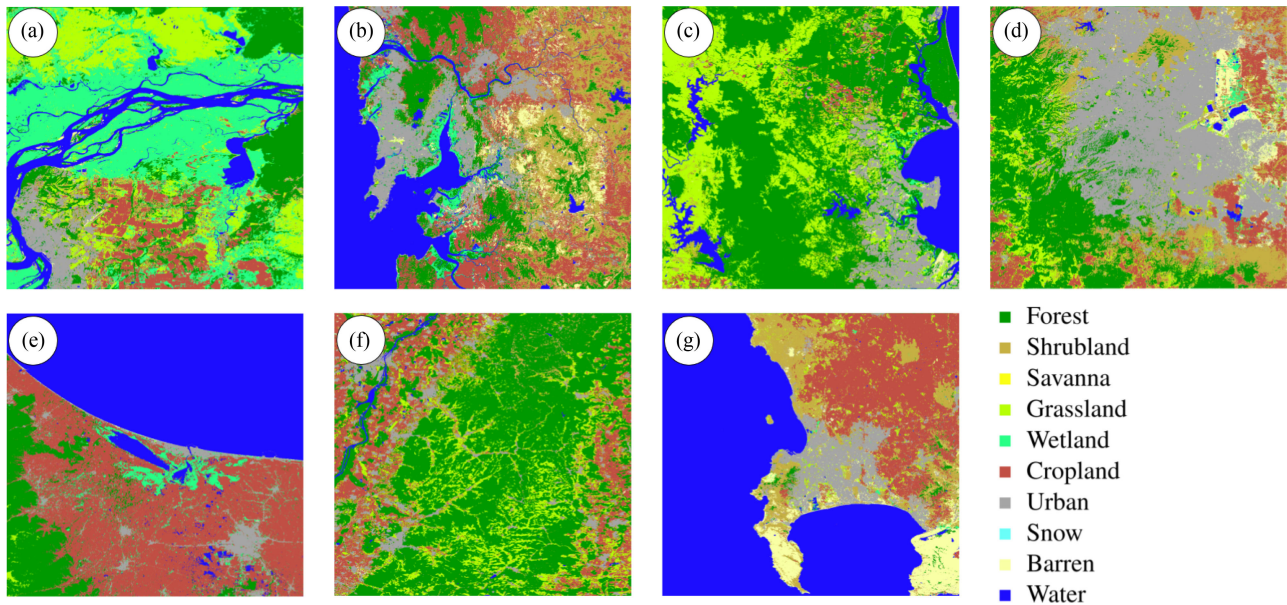 (a)
(b)
(c)
(d)
(e)
(f)
(g)
Forest
Shrubland
Savanna
Grassland
Wetland
Cropland
Urban
Snow
Barren
Water